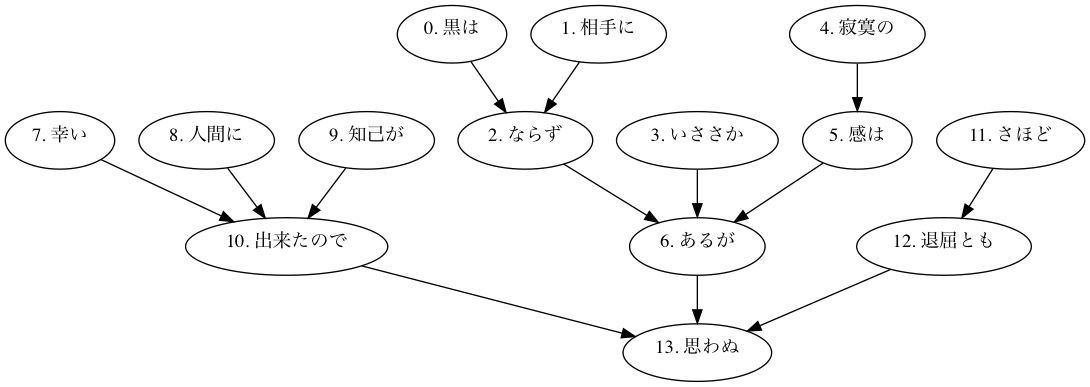 0. 黒は
1. 相手に
4. 寂寞の
7. 幸い
8. 人間に
9. 知己が
2. ならず
3. いささか
5. 感は
11. さほど
10. 出来たので
6. あるが
12. 退屈とも
13. 思わぬ